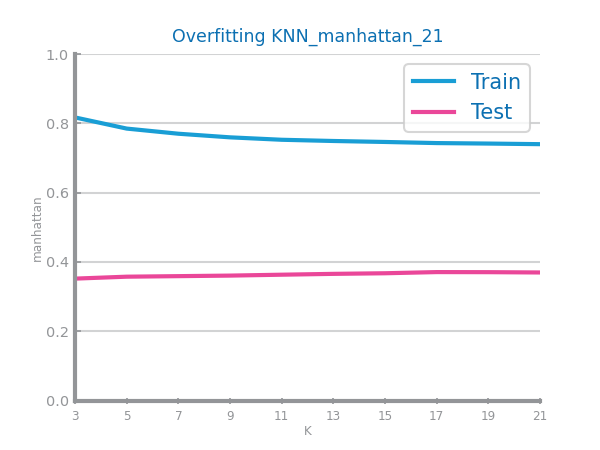 Overfitting KNN_manhattan_21
1.0
0.8
0.6
0.4
0.2
0.0
manhattan
Train
Test
3 5 7 9 11 13 15 17 19 21
K